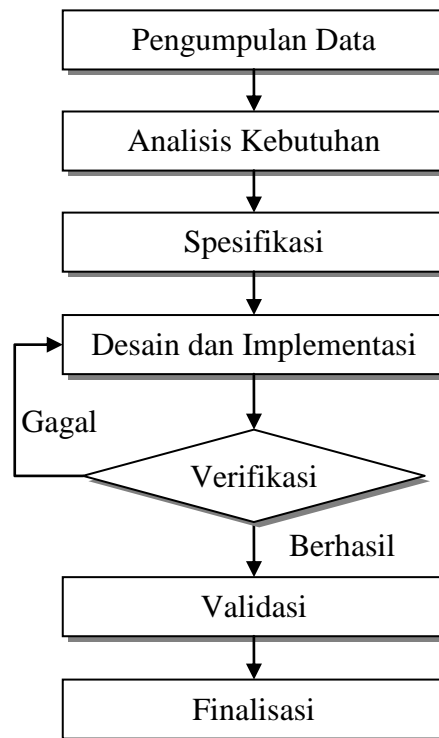 Pengumpulan Data
Analisis Kebutuhan
Spesifikasi
Desain dan Implementasi
Gagal
Verifikasi
Berhasil
Validasi
Finalisasi